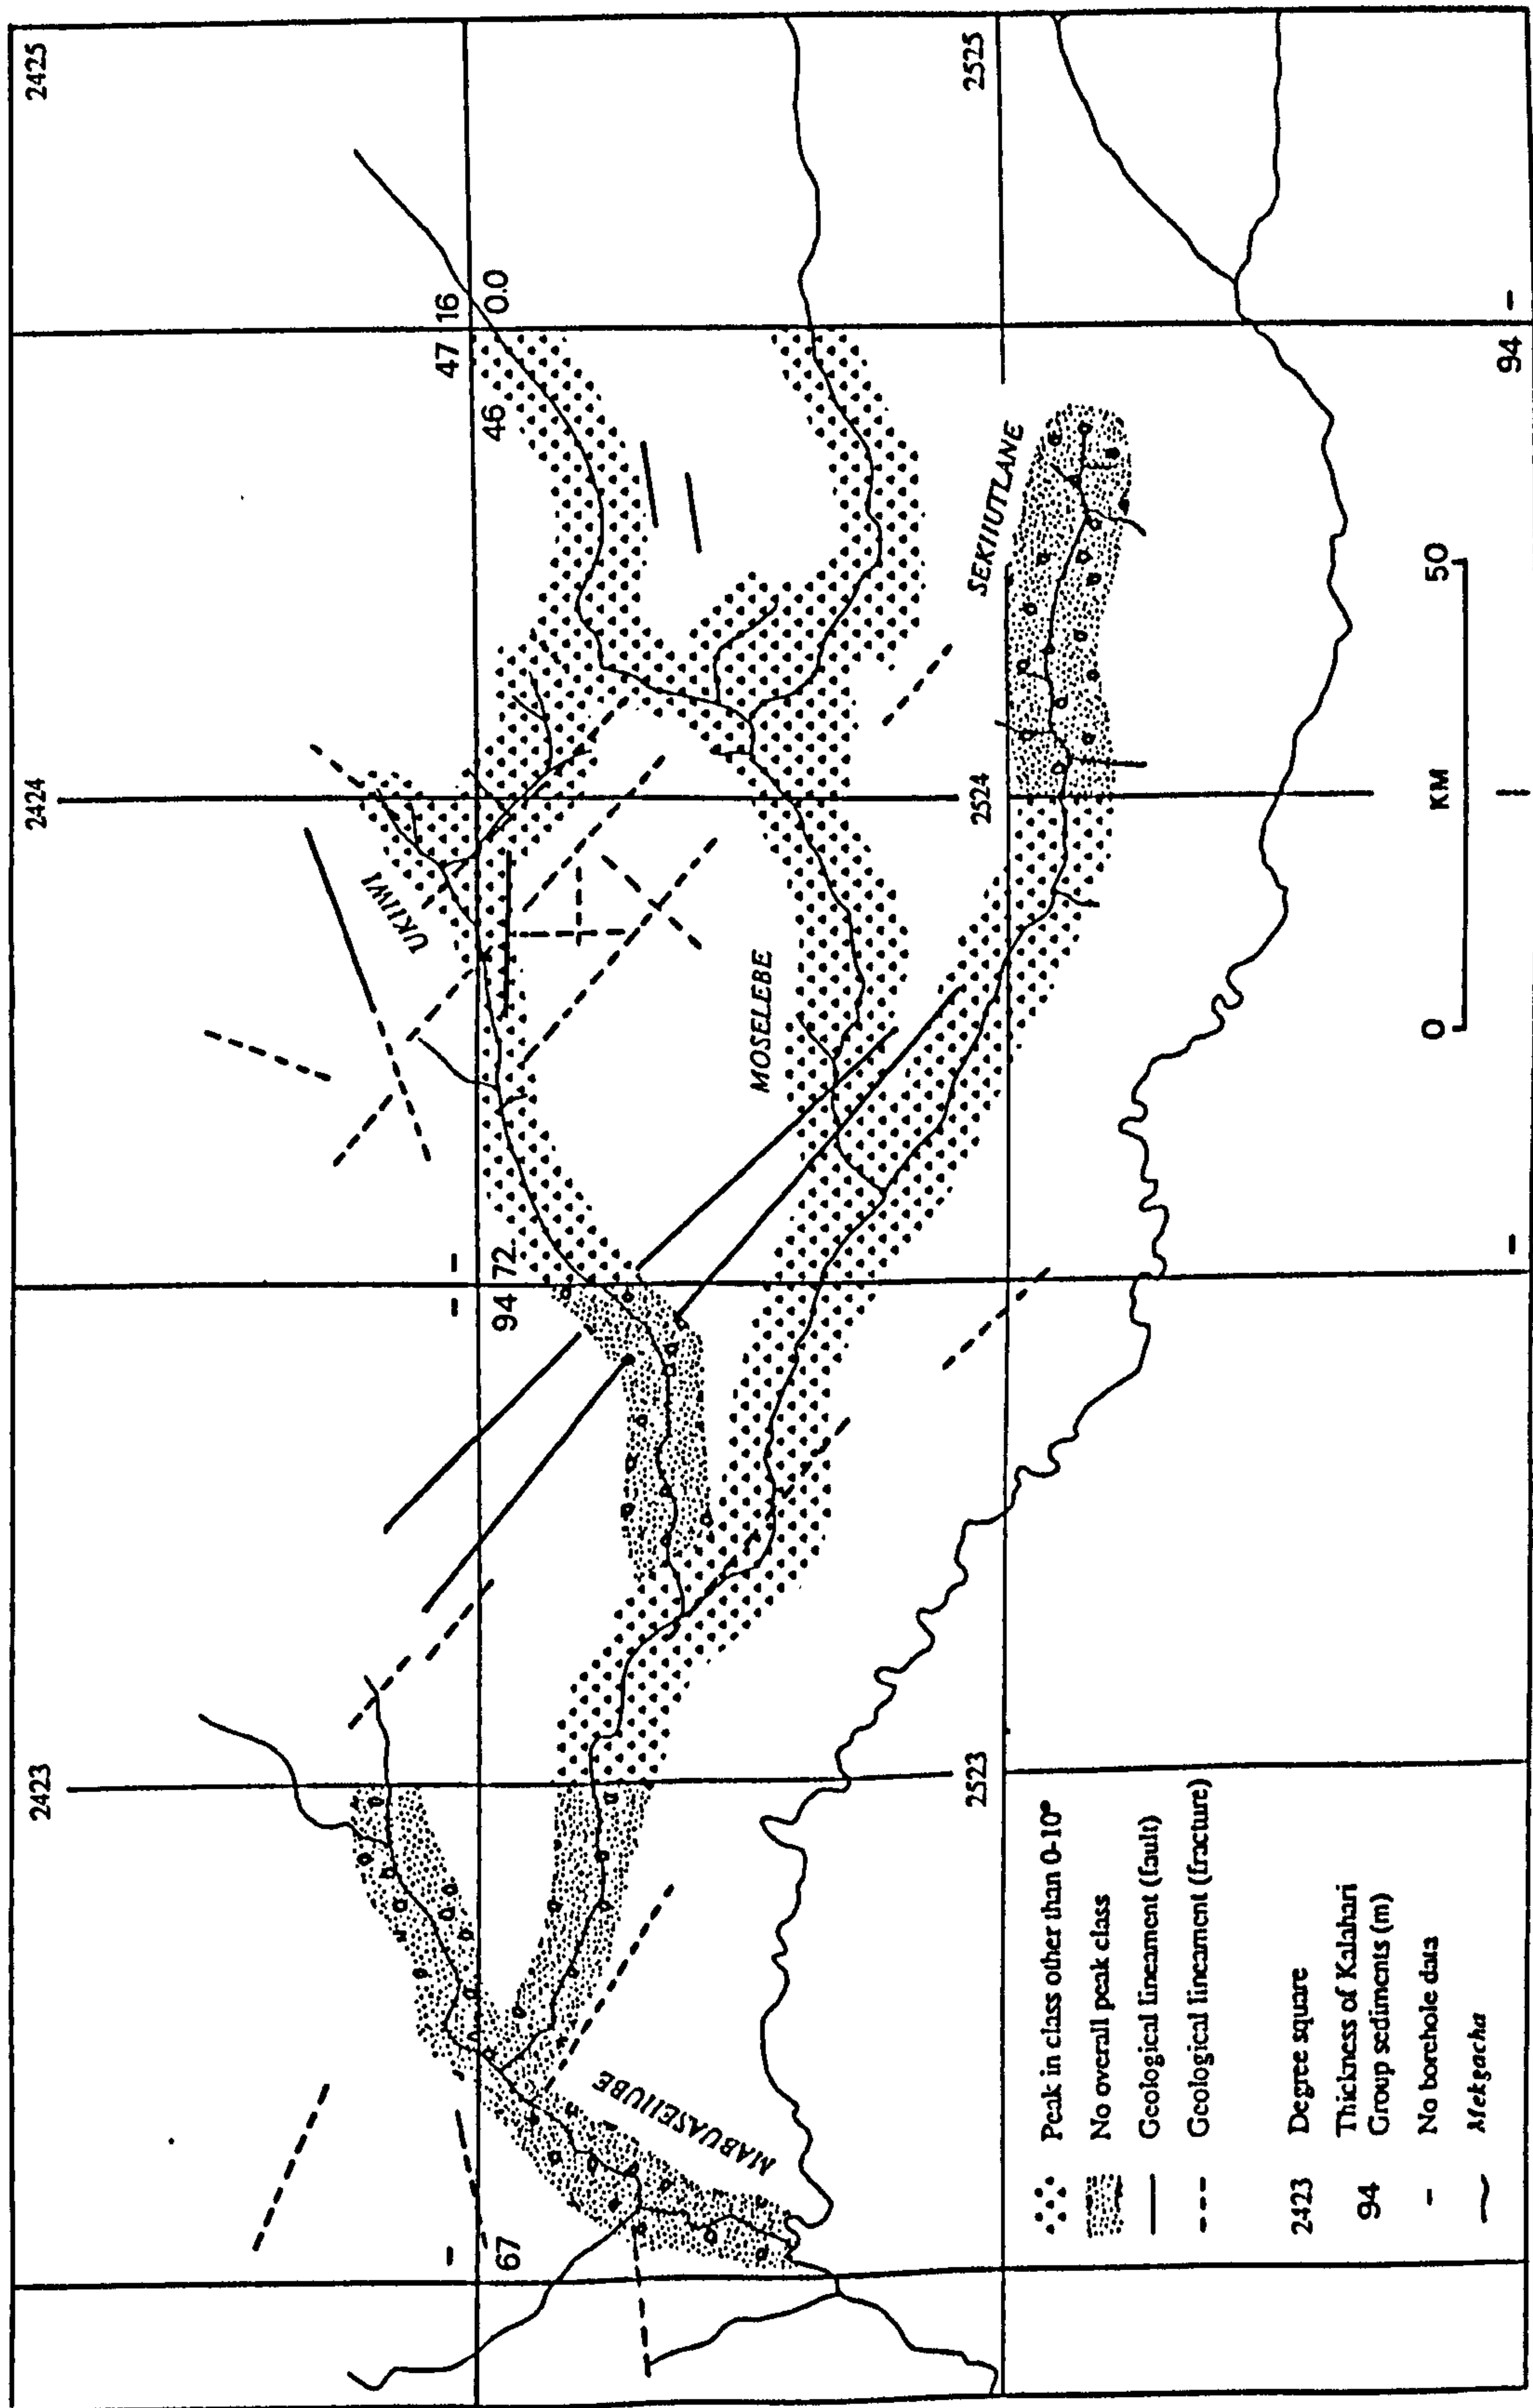 2423
2424
2425
UKHWI
47
16
46
0.0
94
72
67
MOSELEBE
MABUASEHUBE
SEKHUTLANE
2523
2524
2525
Peak in class other than 0-10°
No overall peak class
Geological lineament (fault)
Geological lineament (fracture)
2423 Degree square
94 Thickness of Kalahari
Group sediments (m)
- No borehole data
Mekgacha
0
50
KM
94